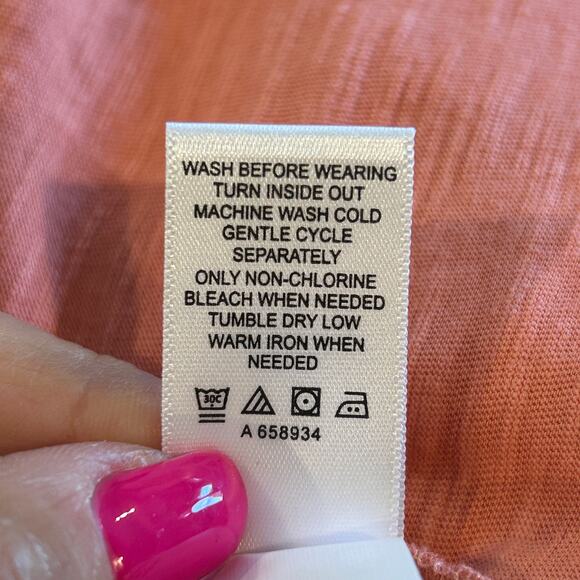 WASH BEFORE WEARING
TURN INSIDE OUT
MACHINE WASH COLD
GENTLE CYCLE
SEPARATELY
ONLY NON-CHLORINE
BLEACH WHEN NEEDED
TUMBLE DRY LOW
WARM IRON WHEN
NEEDED
30C
A 658934